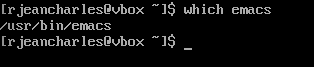 [rjeancharles@vbox ~]$ which emacs
/usr/bin/emacs
[rjeancharles@vbox ~]$ _